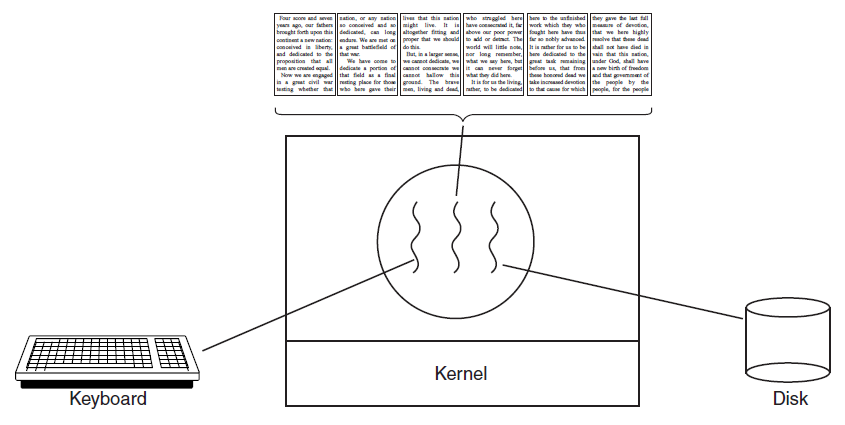 Four score and seven
years ago, our fathers
brought forth upon this
continent a new nation:
conceived in liberty,
and dedicated to the
proposition that all
men are created equal.
Now we are engaged
in a great civil war
testing whether that
nation, or any nation
so conceived and so
dedicated, can long
endure. We are met on
a great battlefield of
that war.
We have come to
dedicate a portion of
that field as a final
resting place for those
who here gave their
lives that this nation
might live. It is
altogether fitting and
proper that we should
do this.
But, in a larger sense,
we cannot dedicate, we
cannot consecrate we
cannot hallow this
ground. The brave
men, living and dead,
who struggled here
have consecrated it, far
above our poor power
to add or detract. The
world will little note,
nor long remember,
what we say here, but
it can never forget
what they did here.
It is for us the living,
rather, to be dedicated
here to the unfinished
work which they who
fought here have thus
far so nobly advanced.
It is rather for us to be
here dedicated to the
great task remaining
before us, that from
these honored dead we
take increased devotion
to that cause for which
they gave the last full
measure of devotion,
that we here highly
resolve that these dead
shall not have died in
vain that this nation,
under God, shall have
a new birth of freedom
and that government of
the people by the
people, for the people
Kernel
Keyboard
Disk